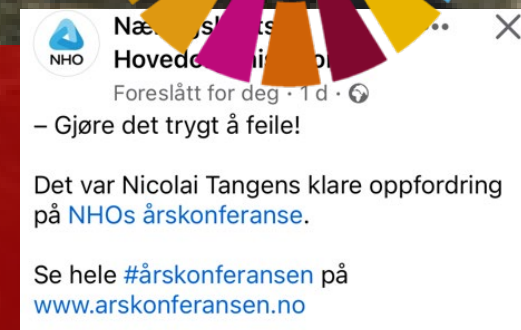 NHO
Hoved
Foreslått for deg · 1 d ·
– Gjøre det trygt å feile!
Det var Nicolai Tangens klare oppfordring
på NHOs årskonferanse.
Se hele #årskonferansen på
www.arskonferansen.no